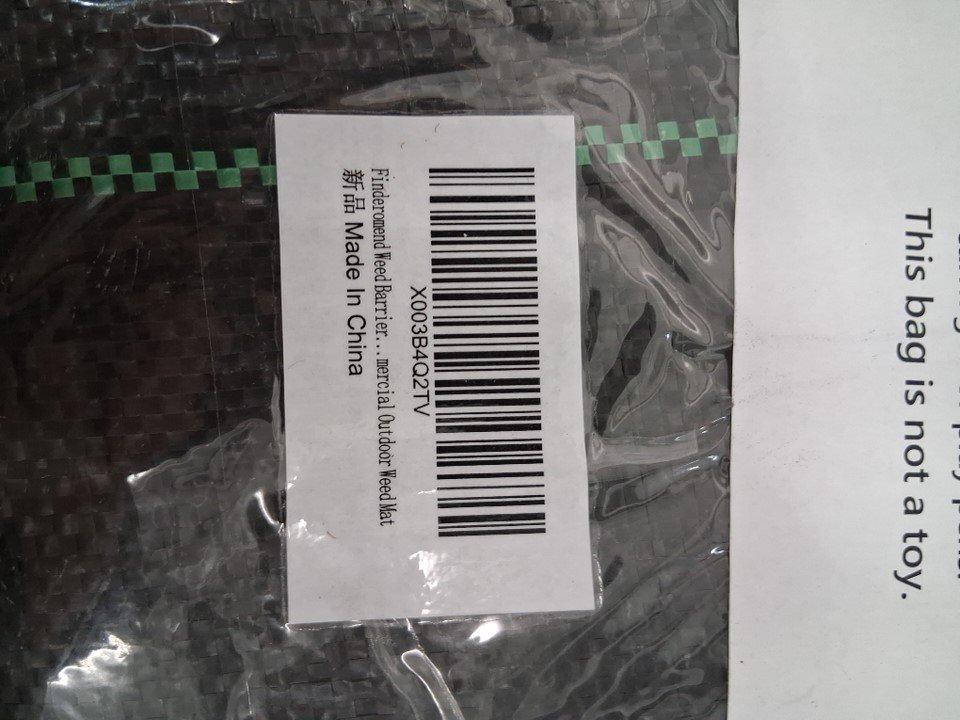 This bag is not a toy.
X003B4Q2TV
Finderomend Weed Barrier...mercial Outdoor Weed Mat
新品 Made In China